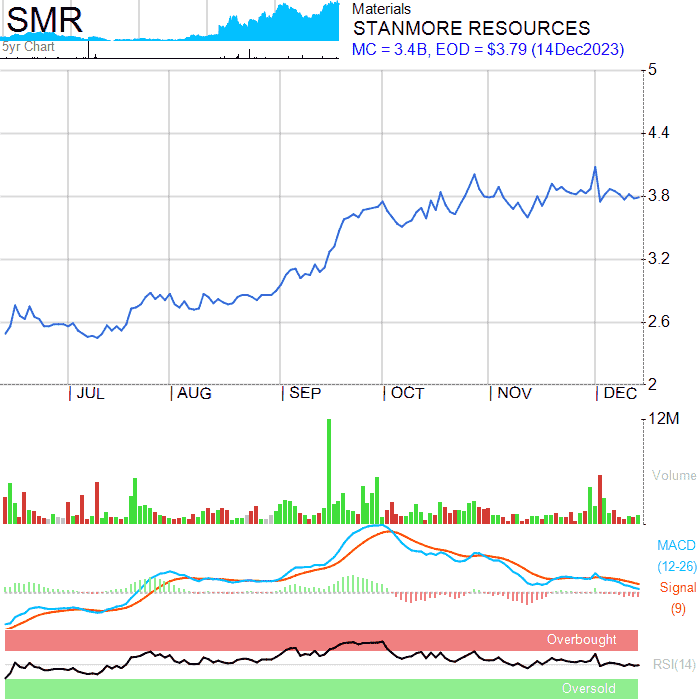 SMR
5yr Chart
Materials
STANMORE RESOURCES
MC = 3.4B, EOD = $3.79 (14Dec2023)
5
4.4
3.8
3.2
2.6
2
| JUL | AUG | SEP | OCT | NOV | DEC
12M
Volume
MACD
(12-26)
Signal
(9)
Overbought
RSI(14)
Oversold